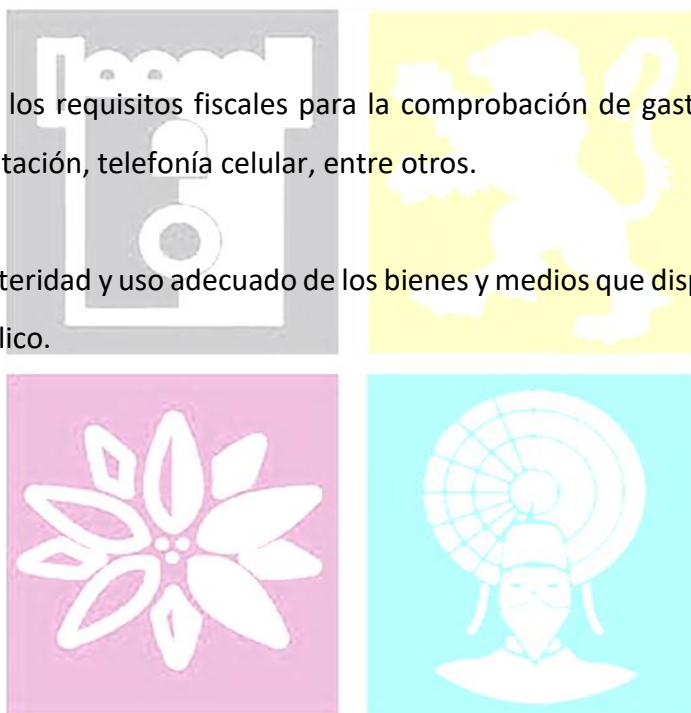 los requisitos fiscales para la comprobación de gast
tación, telefonía celular, entre otros.
teridad y uso adecuado de los bienes y medios que disp
lico.